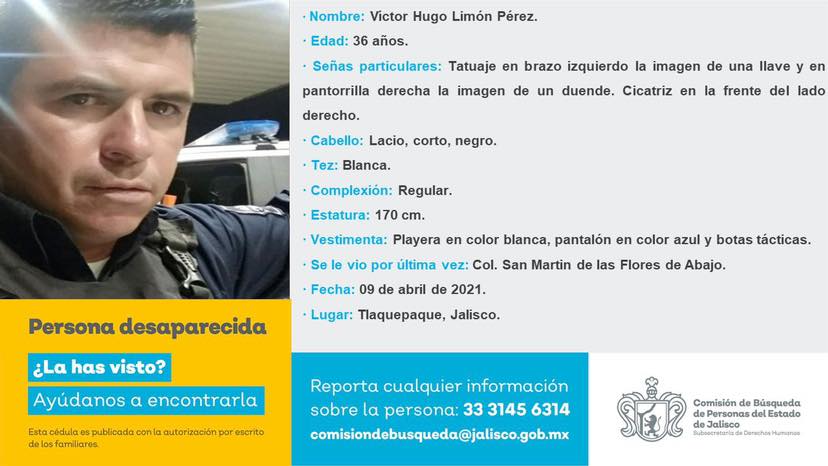 · Nombre: Victor Hugo Limón Pérez.
· Edad: 36 años.
· Señas particulares: Tatuaje en brazo izquierdo la imagen de una llave y en
pantorrilla derecha la imagen de un duende. Cicatriz en la frente del lado
derecho.
· Cabello: Lacio, corto, negro.
· Tez: Blanca.
· Complexión: Regular.
· Estatura: 170 cm.
· Vestimenta: Playera en color blanca, pantalón en color azul y botas tácticas.
· Se le vio por última vez: Col. San Martin de las Flores de Abajo.
· Fecha: 09 de abril de 2021.
· Lugar: Tlaquepaque, Jalisco.
Persona desaparecida
¿La has visto?
Ayúdanos a encontrarla
Esta cédula es publicada con la autorización por escrito
de los familiares.
Reporta cualquier información
sobre la persona: 33 3145 6314
comisiondebusqueda@jalisco.gob.mx
Comisión de Búsqueda
de Personas del Estado
de Jalisco
Subsecretaría de Derechos Humanos